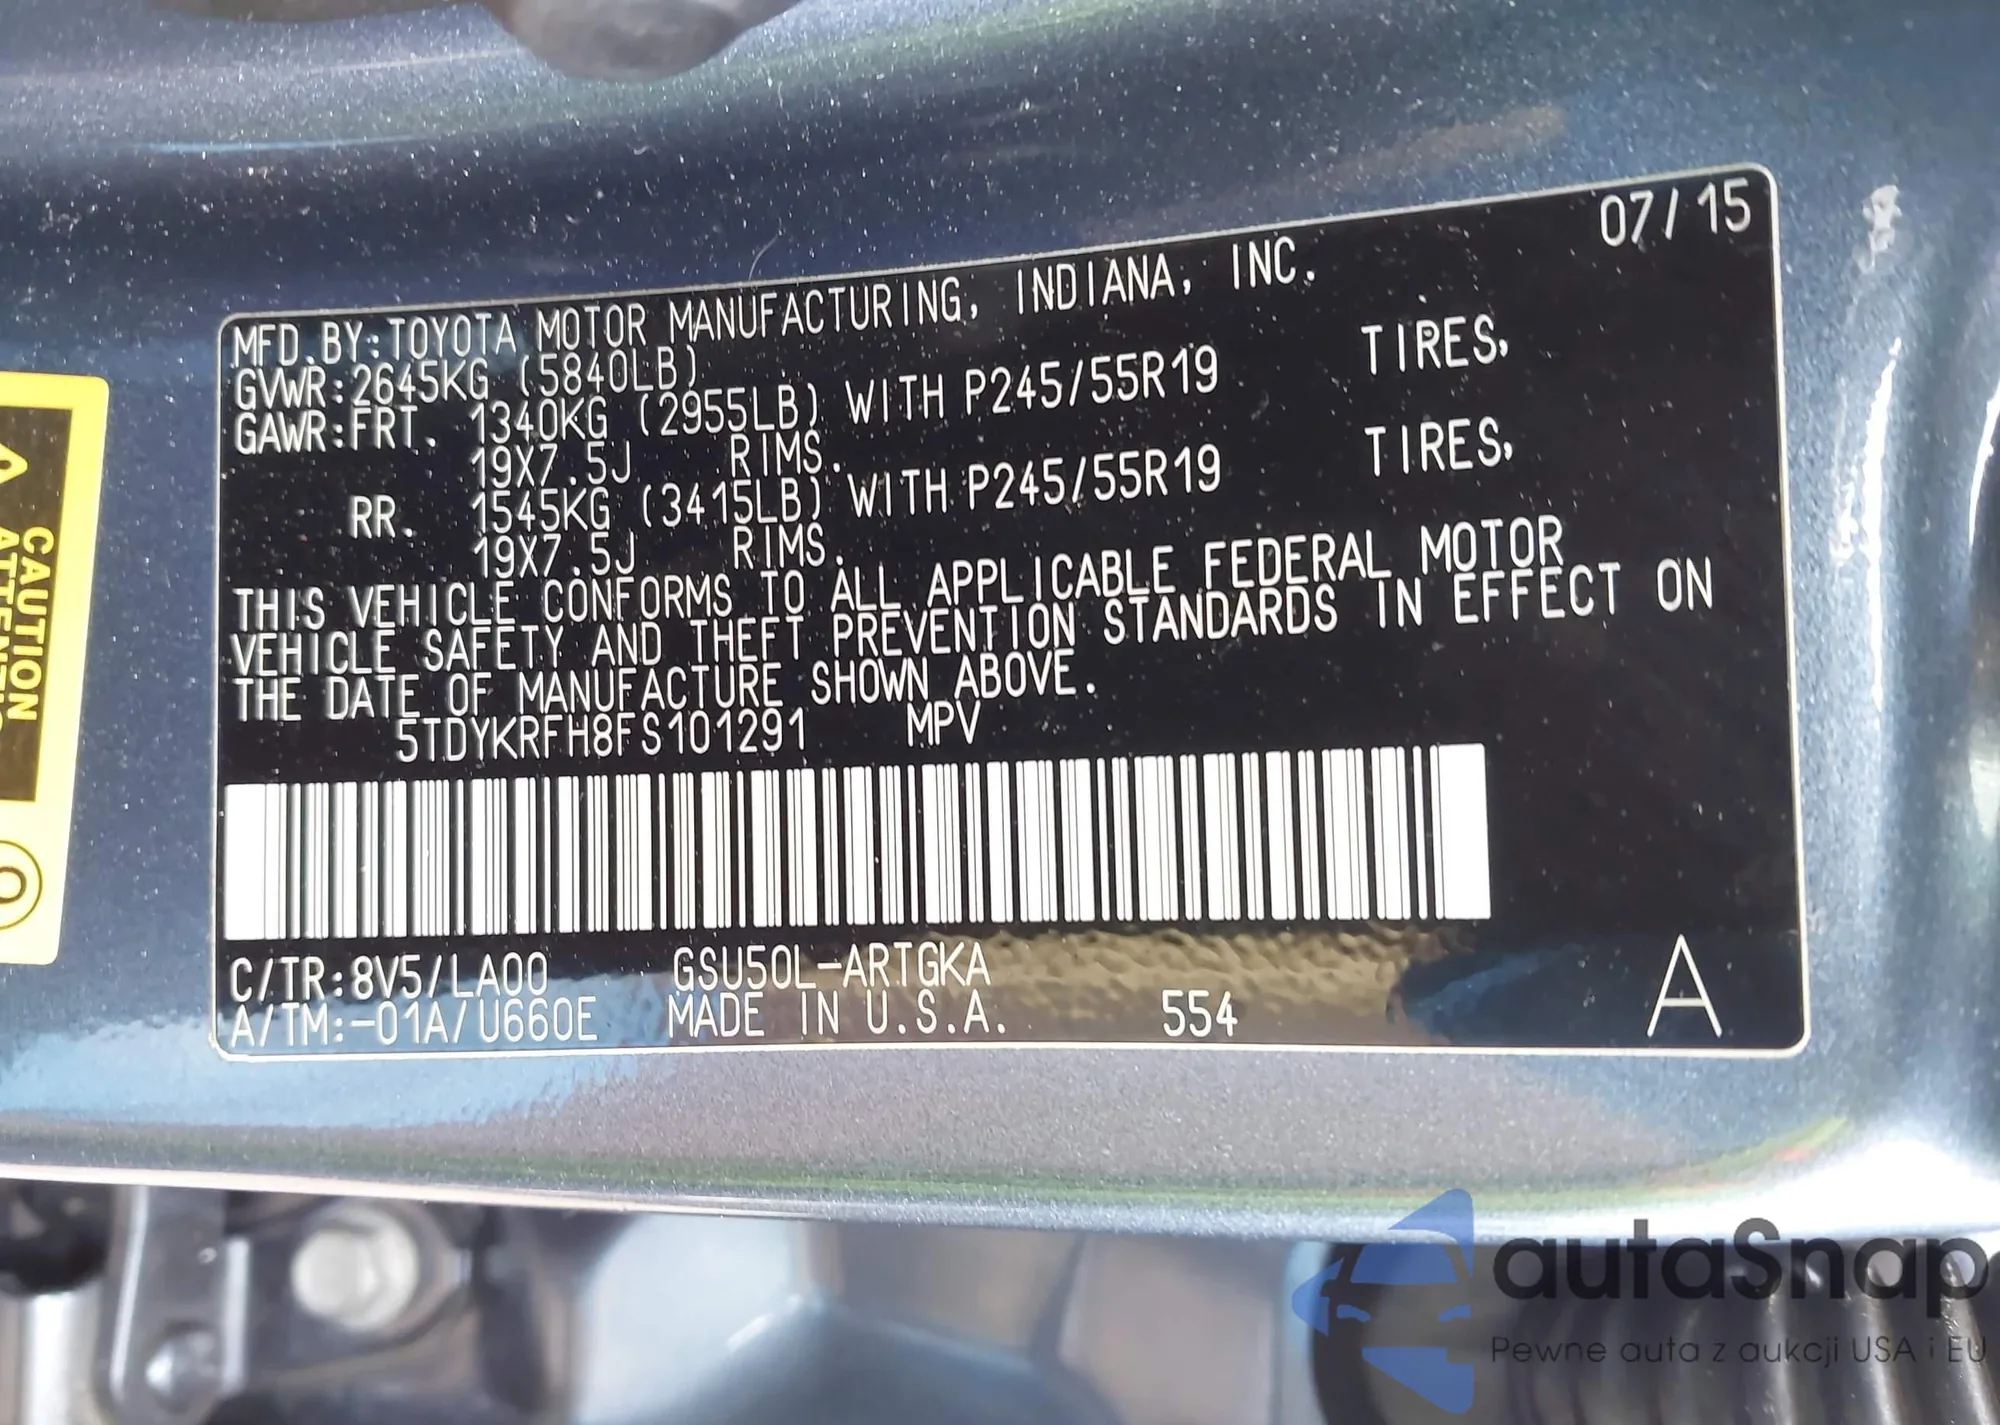 07/15
MFD.BY:TOYOTA MOTOR MANUFACTURING, INDIANA, INC.
GVWR:2645KG (5840LB)
GAWR:FRT. 1340KG (2955LB) WITH P245/55R19 TIRES,
19X7.5J RIMS.
RR. 1545KG (3415LB) WITH P245/55R19 TIRES,
19X7.5J RIMS.
THIS VEHICLE CONFORMS TO ALL APPLICABLE FEDERAL MOTOR
VEHICLE SAFETY AND THEFT PREVENTION STANDARDS IN EFFECT ON
THE DATE OF MANUFACTURE SHOWN ABOVE.
5TDYKRFH8FS101291 MPV
C/TR:8V5/LA00 GSU50L-ARTGKA
A/TM:-01A/U660E MADE IN U.S.A. 554 A
CAUTION
autaSnap
Pewne auta z aukcji USA i EU